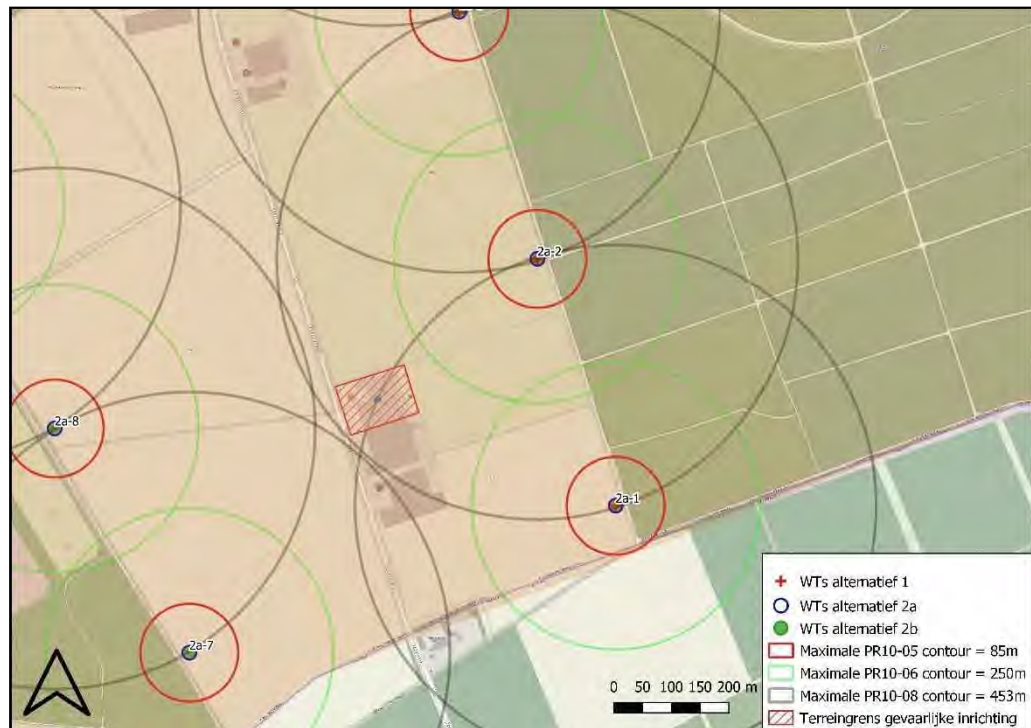 2a-2
2a-8
2a-1
2a-7
WTs alternatief 1
WTs alternatief 2a
WTs alternatief 2b
Maximale PR10-05 contour = 85m
Maximale PR10-06 contour = 250m
Maximale PR10-08 contour = 453m
Terreingrens gevaarlijke inrichting
0 50 100 150 200 m